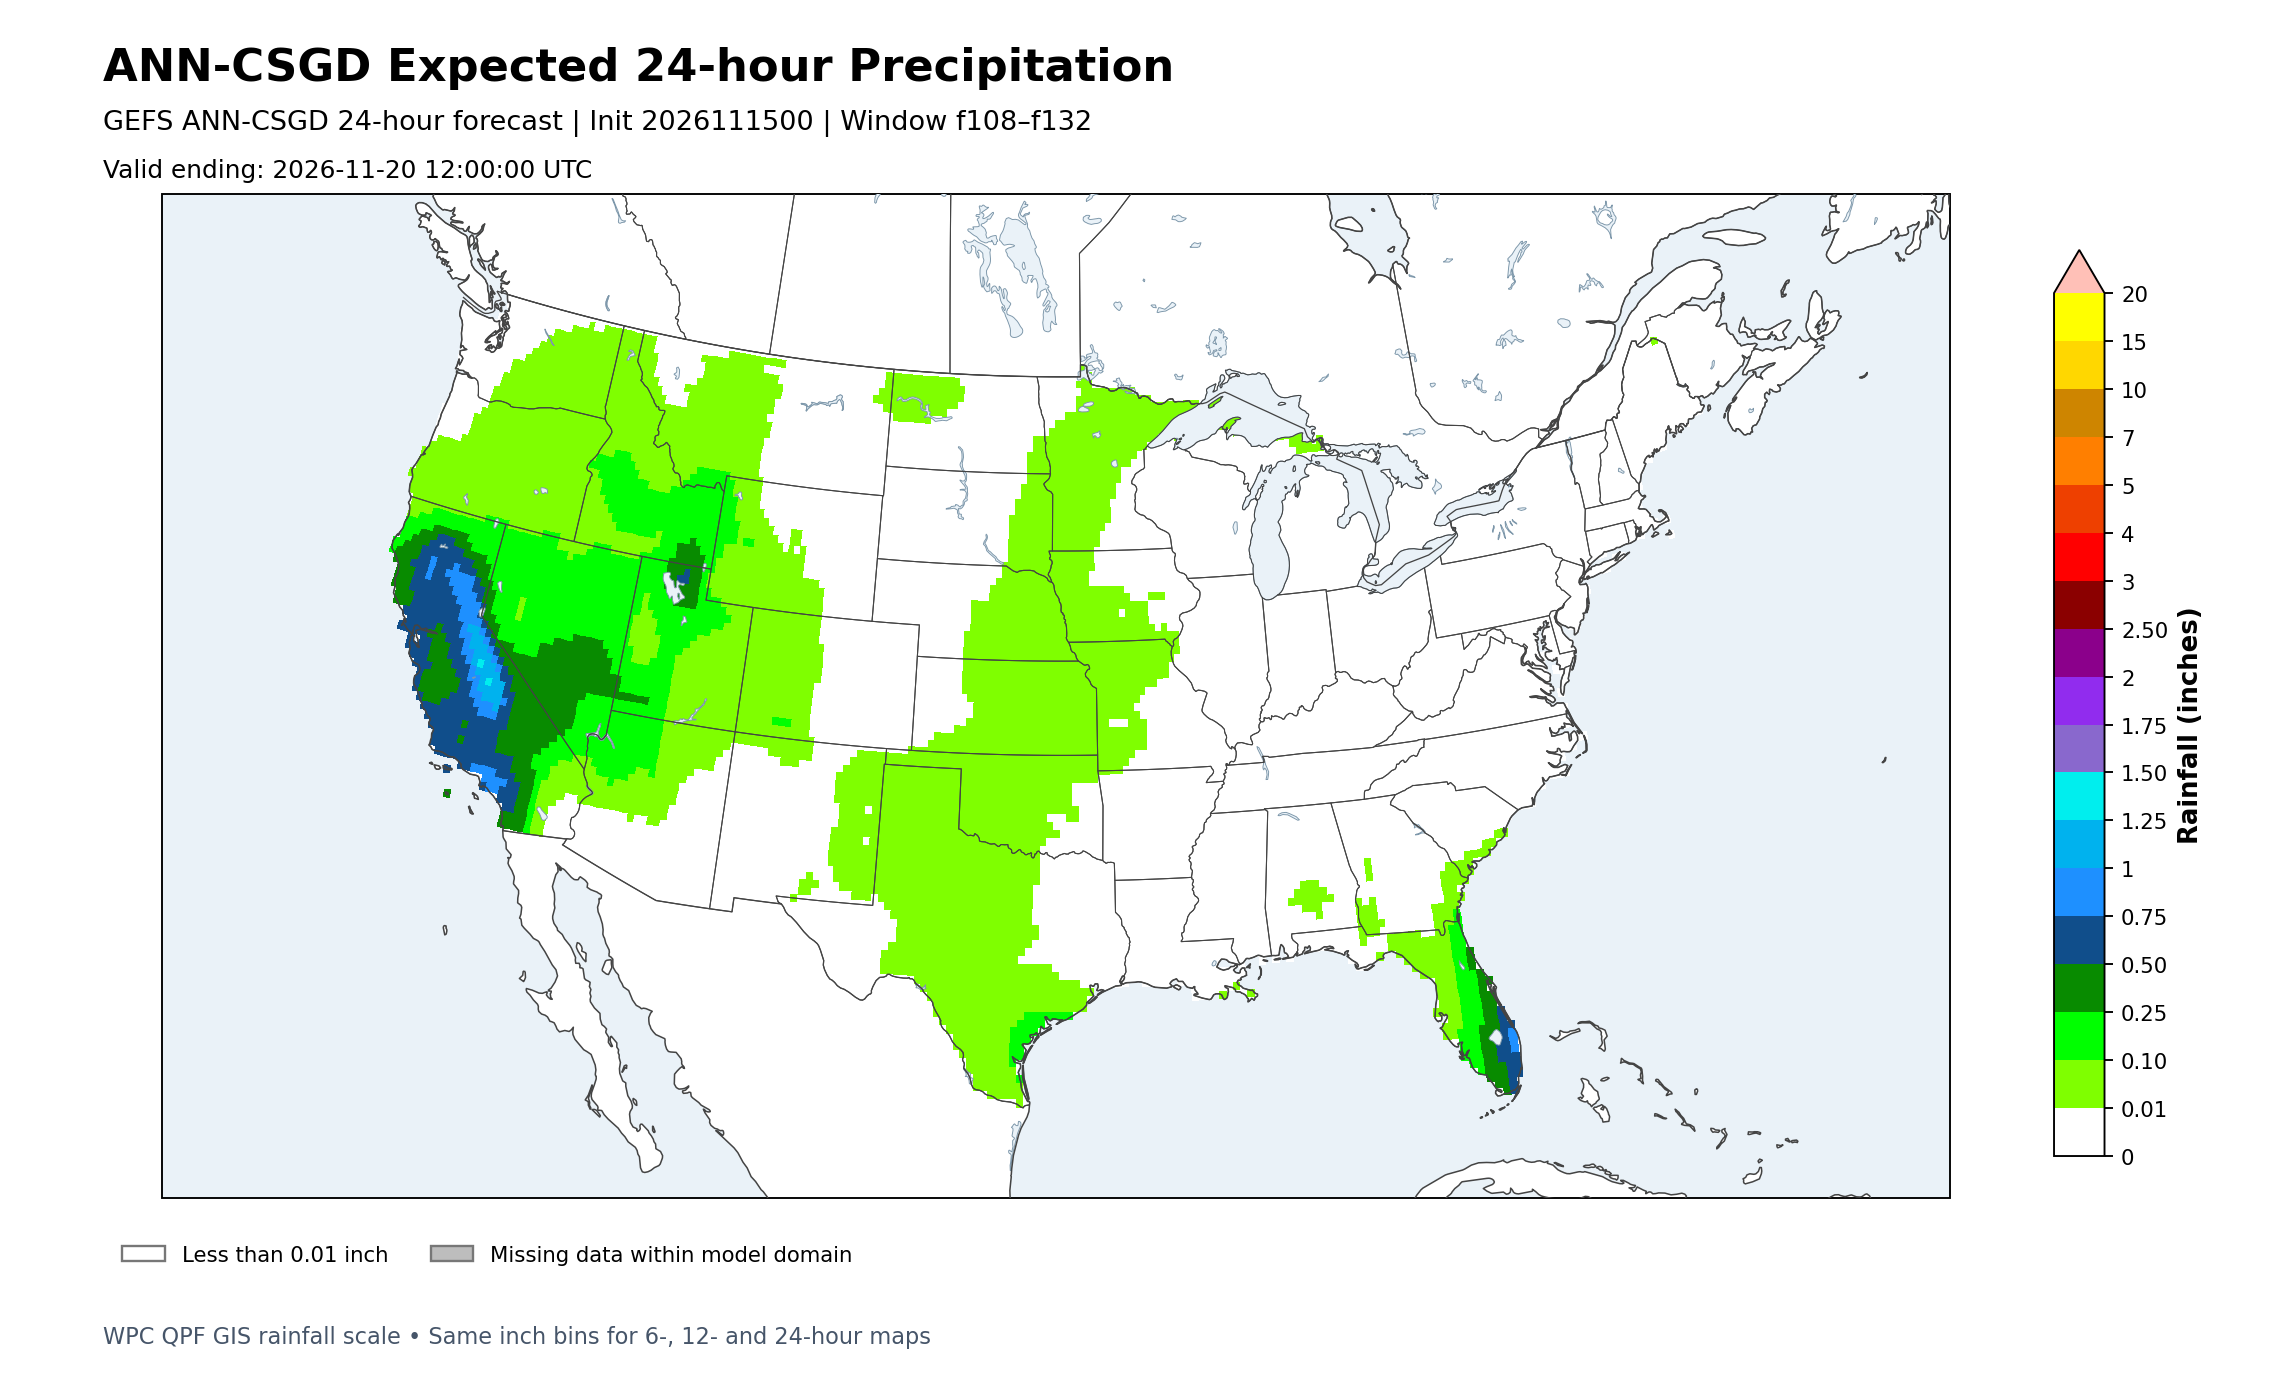 ANN-CSGD Expected 24-hour Precipitation
GEFS ANN-CSGD 24-hour forecast | Init 2026111500 | Window f108–f132
Valid ending: 2026-11-20 12:00:00 UTC
20
15
10
7
5
4
3
2.50
2
1.75
1.50
1.25
1
0.75
0.50
0.25
0.10
0.01
0
Rainfall (inches)
Less than 0.01 inch
Missing data within model domain
WPC QPF GIS rainfall scale • Same inch bins for 6-, 12- and 24-hour maps